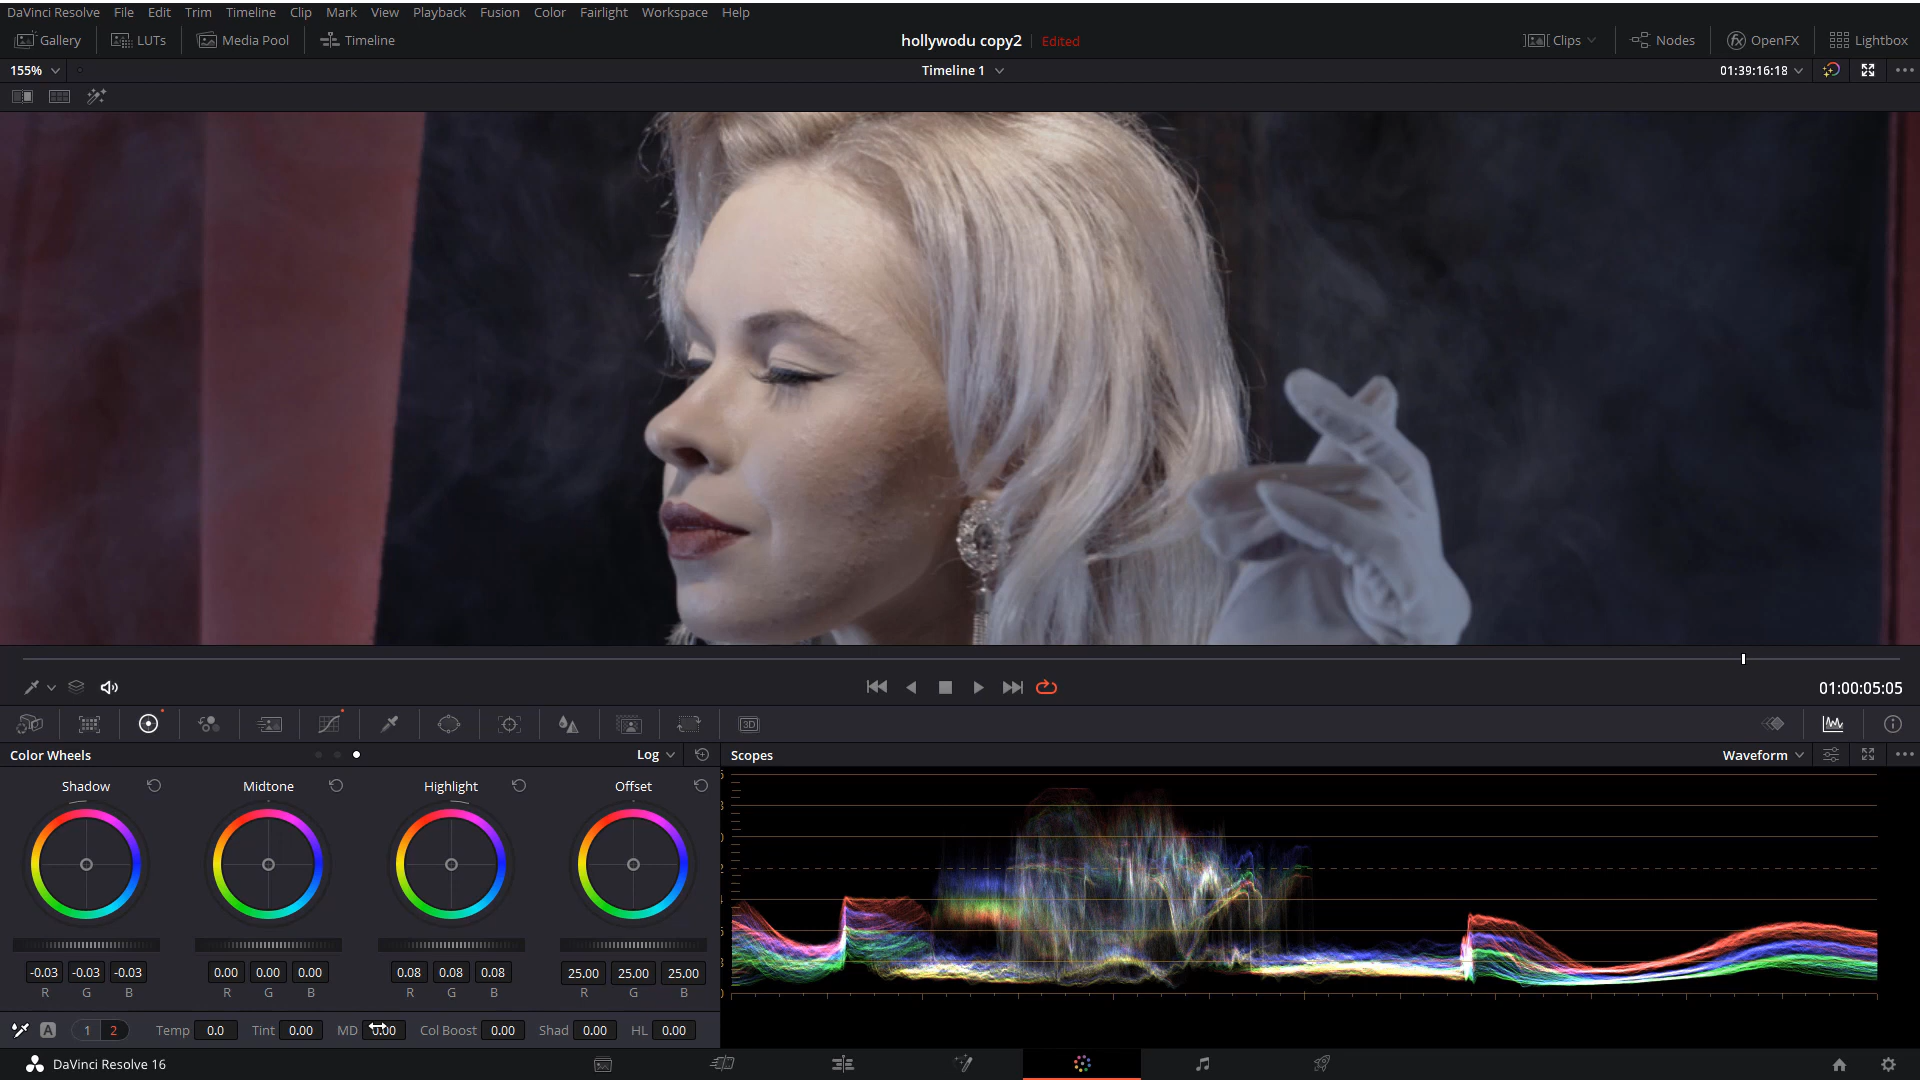 DaVinci Resolve File Edit Trim Timeline Clip Mark View Playback Fusion Color Fairlight Workspace Help
Gallery LUTs Media Pool Timeline hollywodu copy2 Edited Clips Nodes OpenFX Lightbox
155% Timeline 1 01:39:16:18
01:00:05:05
3D
Color Wheels Log Scopes Waveform
Shadow Midtone Highlight Offset
-0.03 -0.03 -0.03 0.00 0.00 0.00 0.08 0.08 0.08 25.00 25.00 25.00
R G B R G B R G B R G B
A 1 2 Temp 0.0 Tint 0.00 MD 0.00 Col Boost 0.00 Shad 0.00 HL 0.00
DaVinci Resolve 16